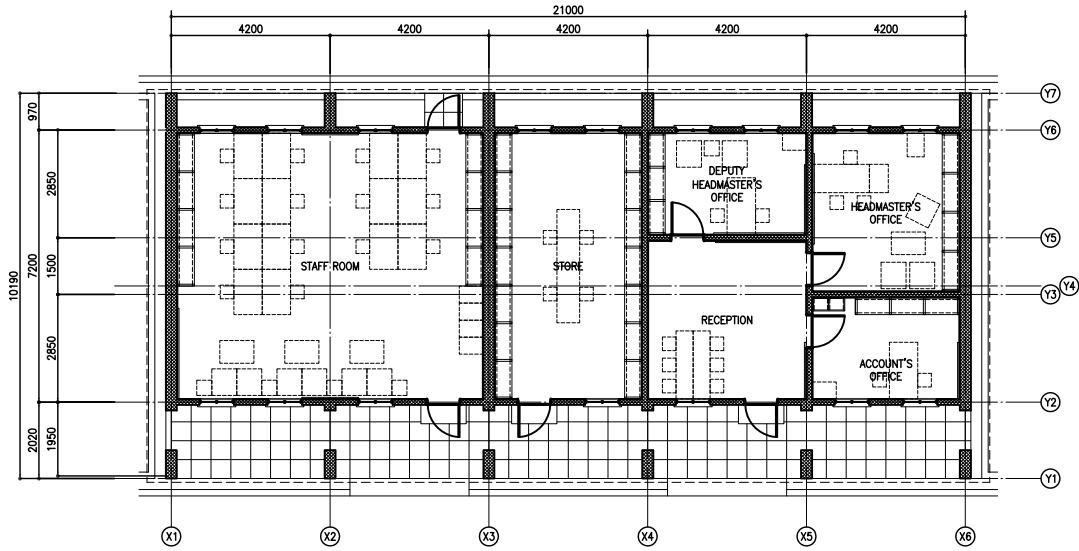 21000
4200 4200 4200 4200 4200
Y7
970
Y6
2850
DEPUTY
HEADMASTER'S
OFFICE
HEADMASTER'S
OFFICE
Y5
10190
7200
1500
STAFF ROOM
STORE
Y4
Y3
RECEPTION
2850
ACCOUNT'S
OFFICE
Y2
2020
1950
Y1
X1 X2 X3 X4 X5 X6